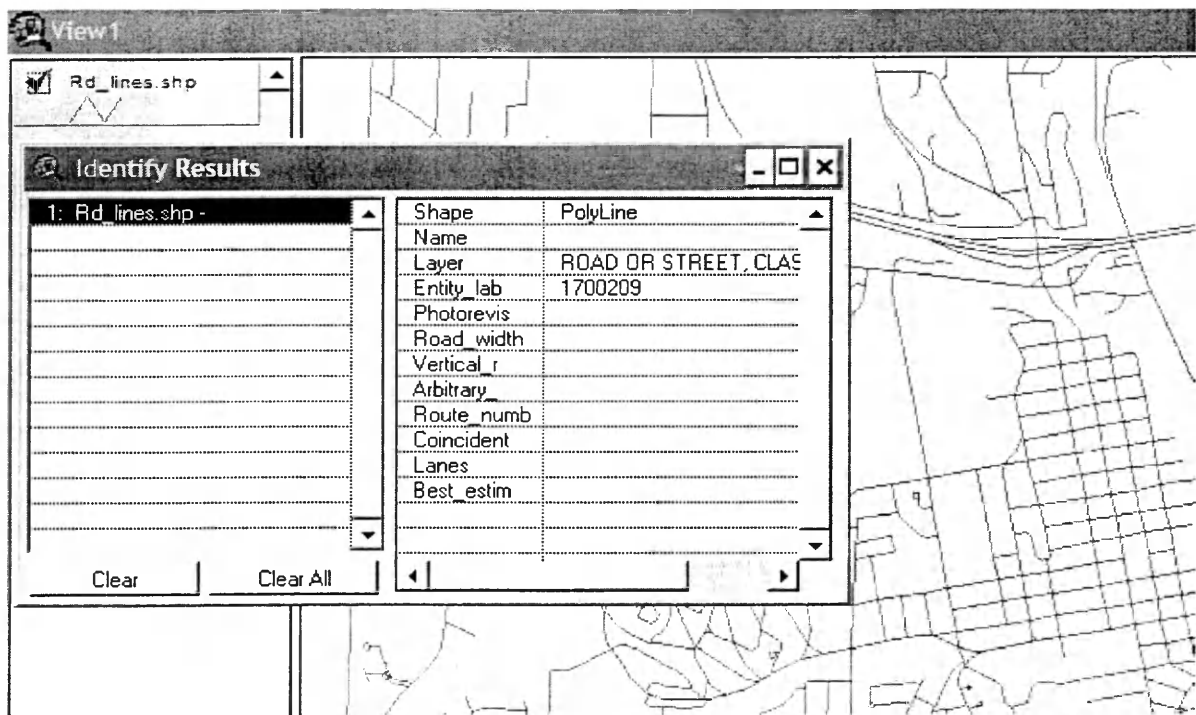 View1
Rd_lines.shp
Identify Results
1: Rd_lines.shp -
Shape PolyLine
Name
Layer ROAD OR STREET, CLAS
Entity_lab 1700209
Photorevis
Road_width
Vertical_r
Arbitrary_
Route_numb
Coincident
Lanes
Best_estim
Clear Clear All